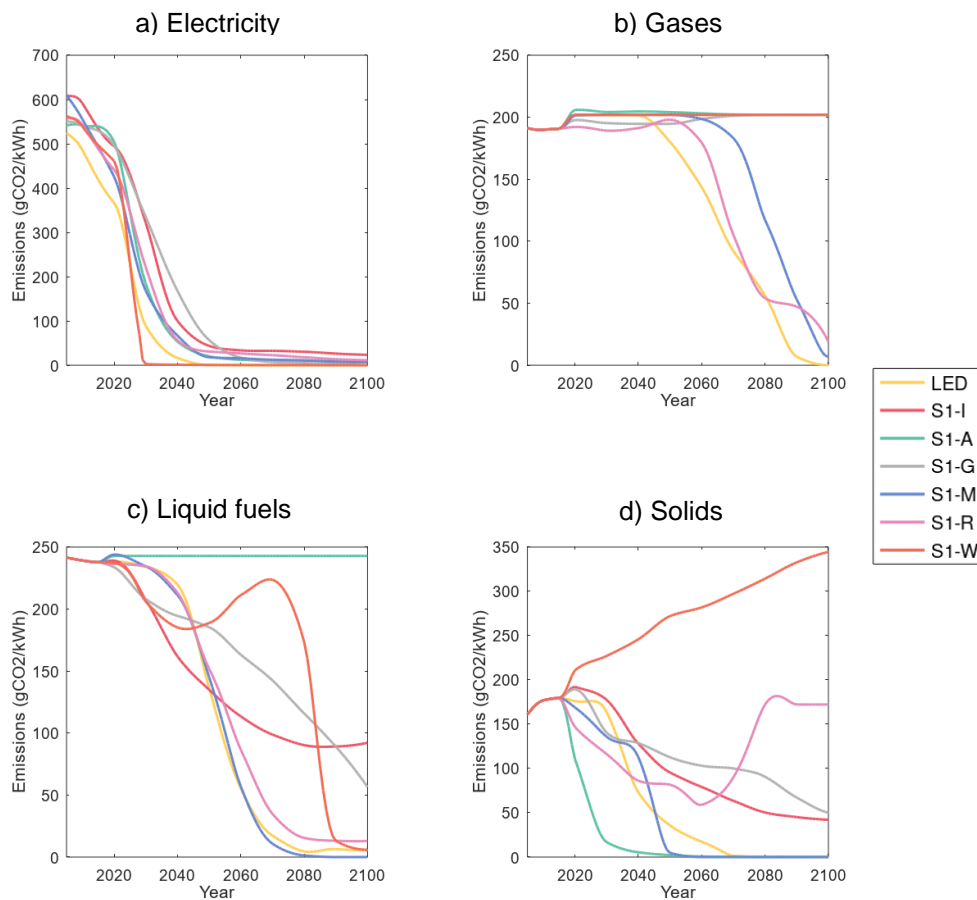 a) Electricity
700
600
500
400
300
200
100
0
Emissions (gCO2/kWh)
2020 2040 2060 2080 2100
Year
b) Gases
250
200
150
100
50
0
Emissions (gCO2/kWh)
2020 2040 2060 2080 2100
Year
LED
S1-I
S1-A
S1-G
S1-M
S1-R
S1-W
c) Liquid fuels
250
200
150
100
50
0
Emissions (gCO2/kWh)
2020 2040 2060 2080 2100
Year
d) Solids
350
300
250
200
150
100
50
0
Emissions (gCO2/kWh)
2020 2040 2060 2080 2100
Year